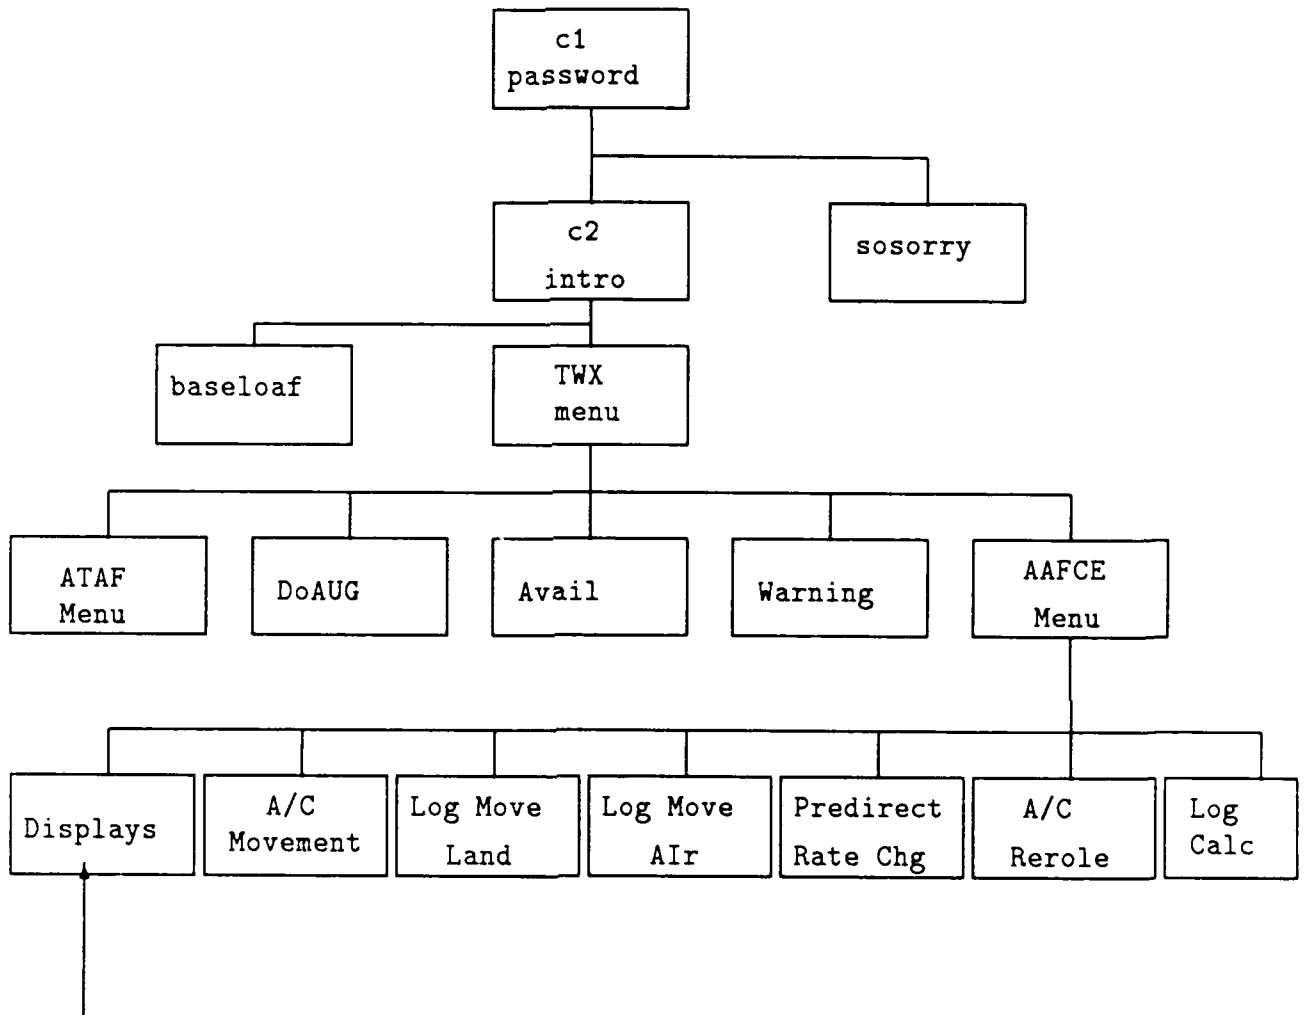 c1
password
c2
intro
sosorry
baseloaf
TWX
menu
ATAF
Menu
DoAUG
Avail
Warning
AAFCE
Menu
Displays
A/C
Movement
Log Move
Land
Log Move
AIr
Predirect
Rate Chg
A/C
Rerole
Log
Calc